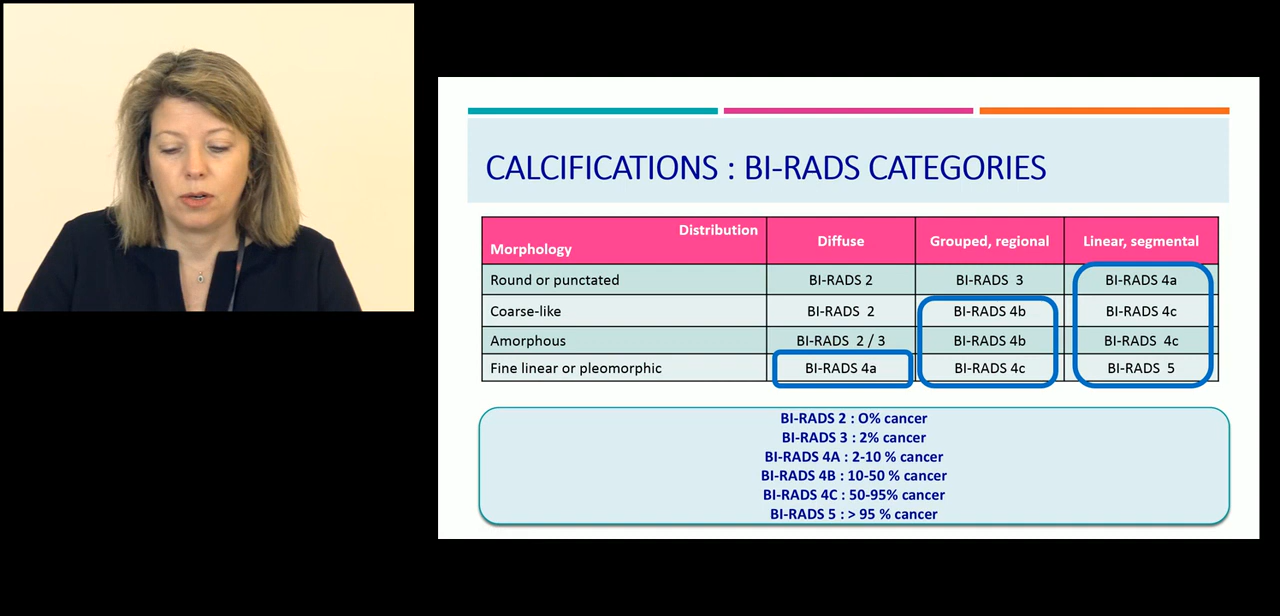 CALCIFICATIONS : BI-RADS CATEGORIES
Distribution
Morphology
Diffuse
Grouped, regional
Linear, segmental
Round or punctated
BI-RADS 2
BI-RADS 3
BI-RADS 4a
Coarse-like
BI-RADS 2
BI-RADS 4b
BI-RADS 4c
Amorphous
BI-RADS 2 / 3
BI-RADS 4b
BI-RADS 4c
Fine linear or pleomorphic
BI-RADS 4a
BI-RADS 4c
BI-RADS 5
BI-RADS 2 : O% cancer
BI-RADS 3 : 2% cancer
BI-RADS 4A : 2-10 % cancer
BI-RADS 4B : 10-50 % cancer
BI-RADS 4C : 50-95% cancer
BI-RADS 5 : > 95 % cancer